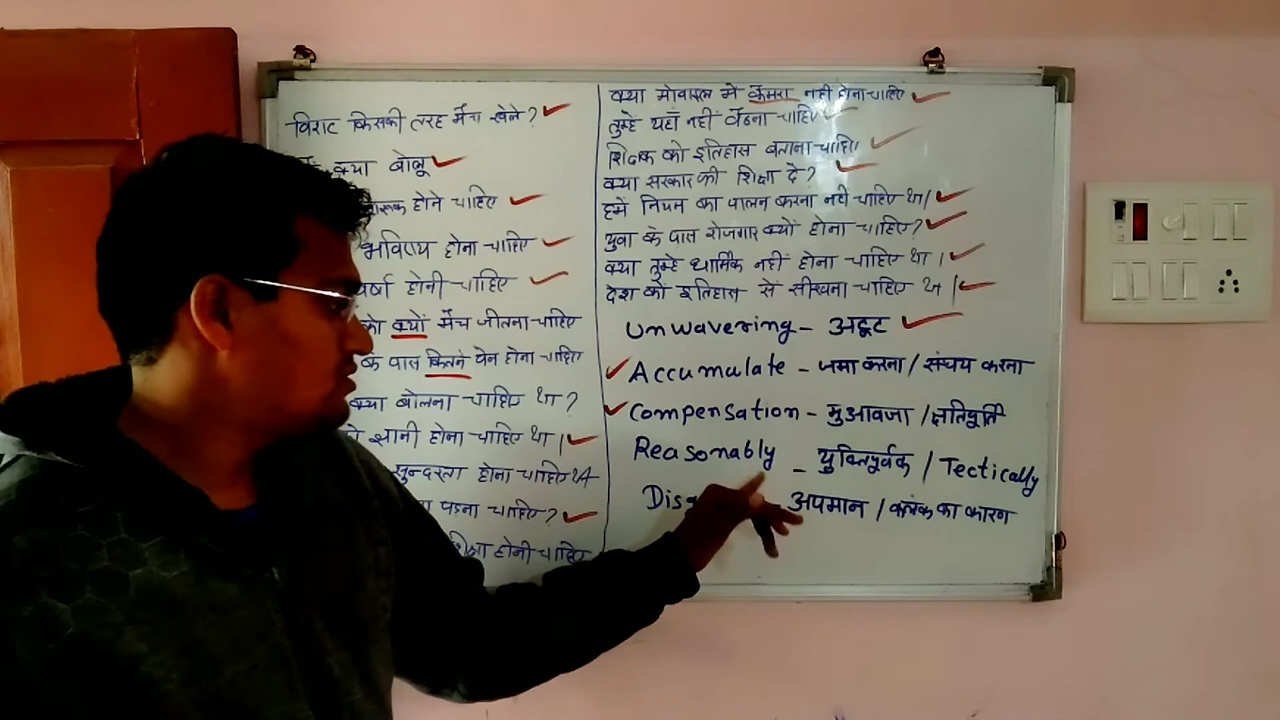 विराट किसकी तरह मैच खेले?
क्या बोलू
होने चाहिए
भविष्य होना चाहिए
वर्षा होनी चाहिए
को क्यों मैच जीतना चाहिए
के पास कितने पेन होना चाहिए
क्या बोलना चाहिए था?
ज्ञानी होना चाहिए था।
सुन्दरता होना चाहिए था
पढ़ना चाहिए?
होनी चाहिए
क्या मोबाइल में कैमरा नहीं होना चाहिए
तुम्हे यहाँ नहीं बैठना चाहिए
शिक्षक को इतिहास बताना चाहिए
क्या सरकार की शिक्षा दे?
हमें नियम का पालन करना नहीं चाहिए था।
युवा के पास रोजगार क्यों होना चाहिए?
क्या तुम्हे धार्मिक नहीं होना चाहिए था।
देश को इतिहास से सीखना चाहिए था।
Unwavering - अटूट
Accumulate - जमा करना / संचय करना
Compensation - मुआवजा / क्षतिपूर्ति
Reasonably - युक्तिपूर्वक / Tectically
अपमान / कलंक का कारण